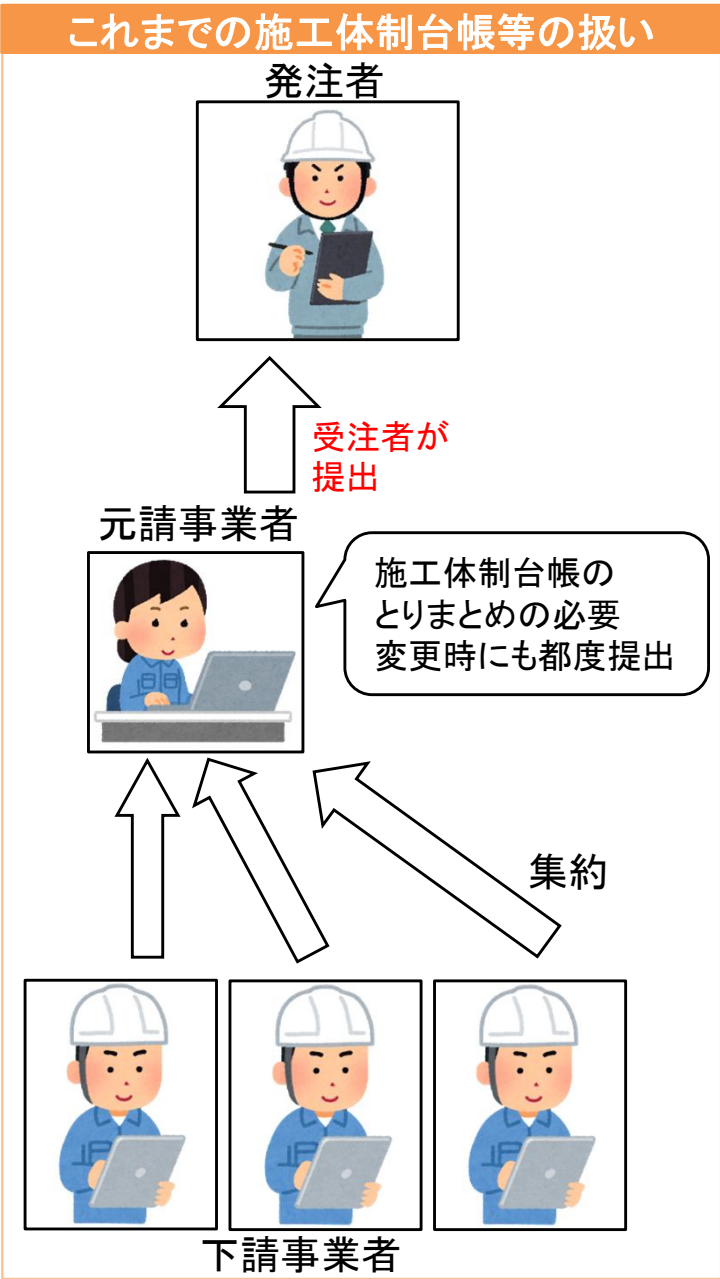 これまでの施工体制台帳等の扱い
発注者
受注者が
提出
元請事業者
施工体制台帳の
とりまとめの必要
変更時にも都度提出
集約
下請事業者